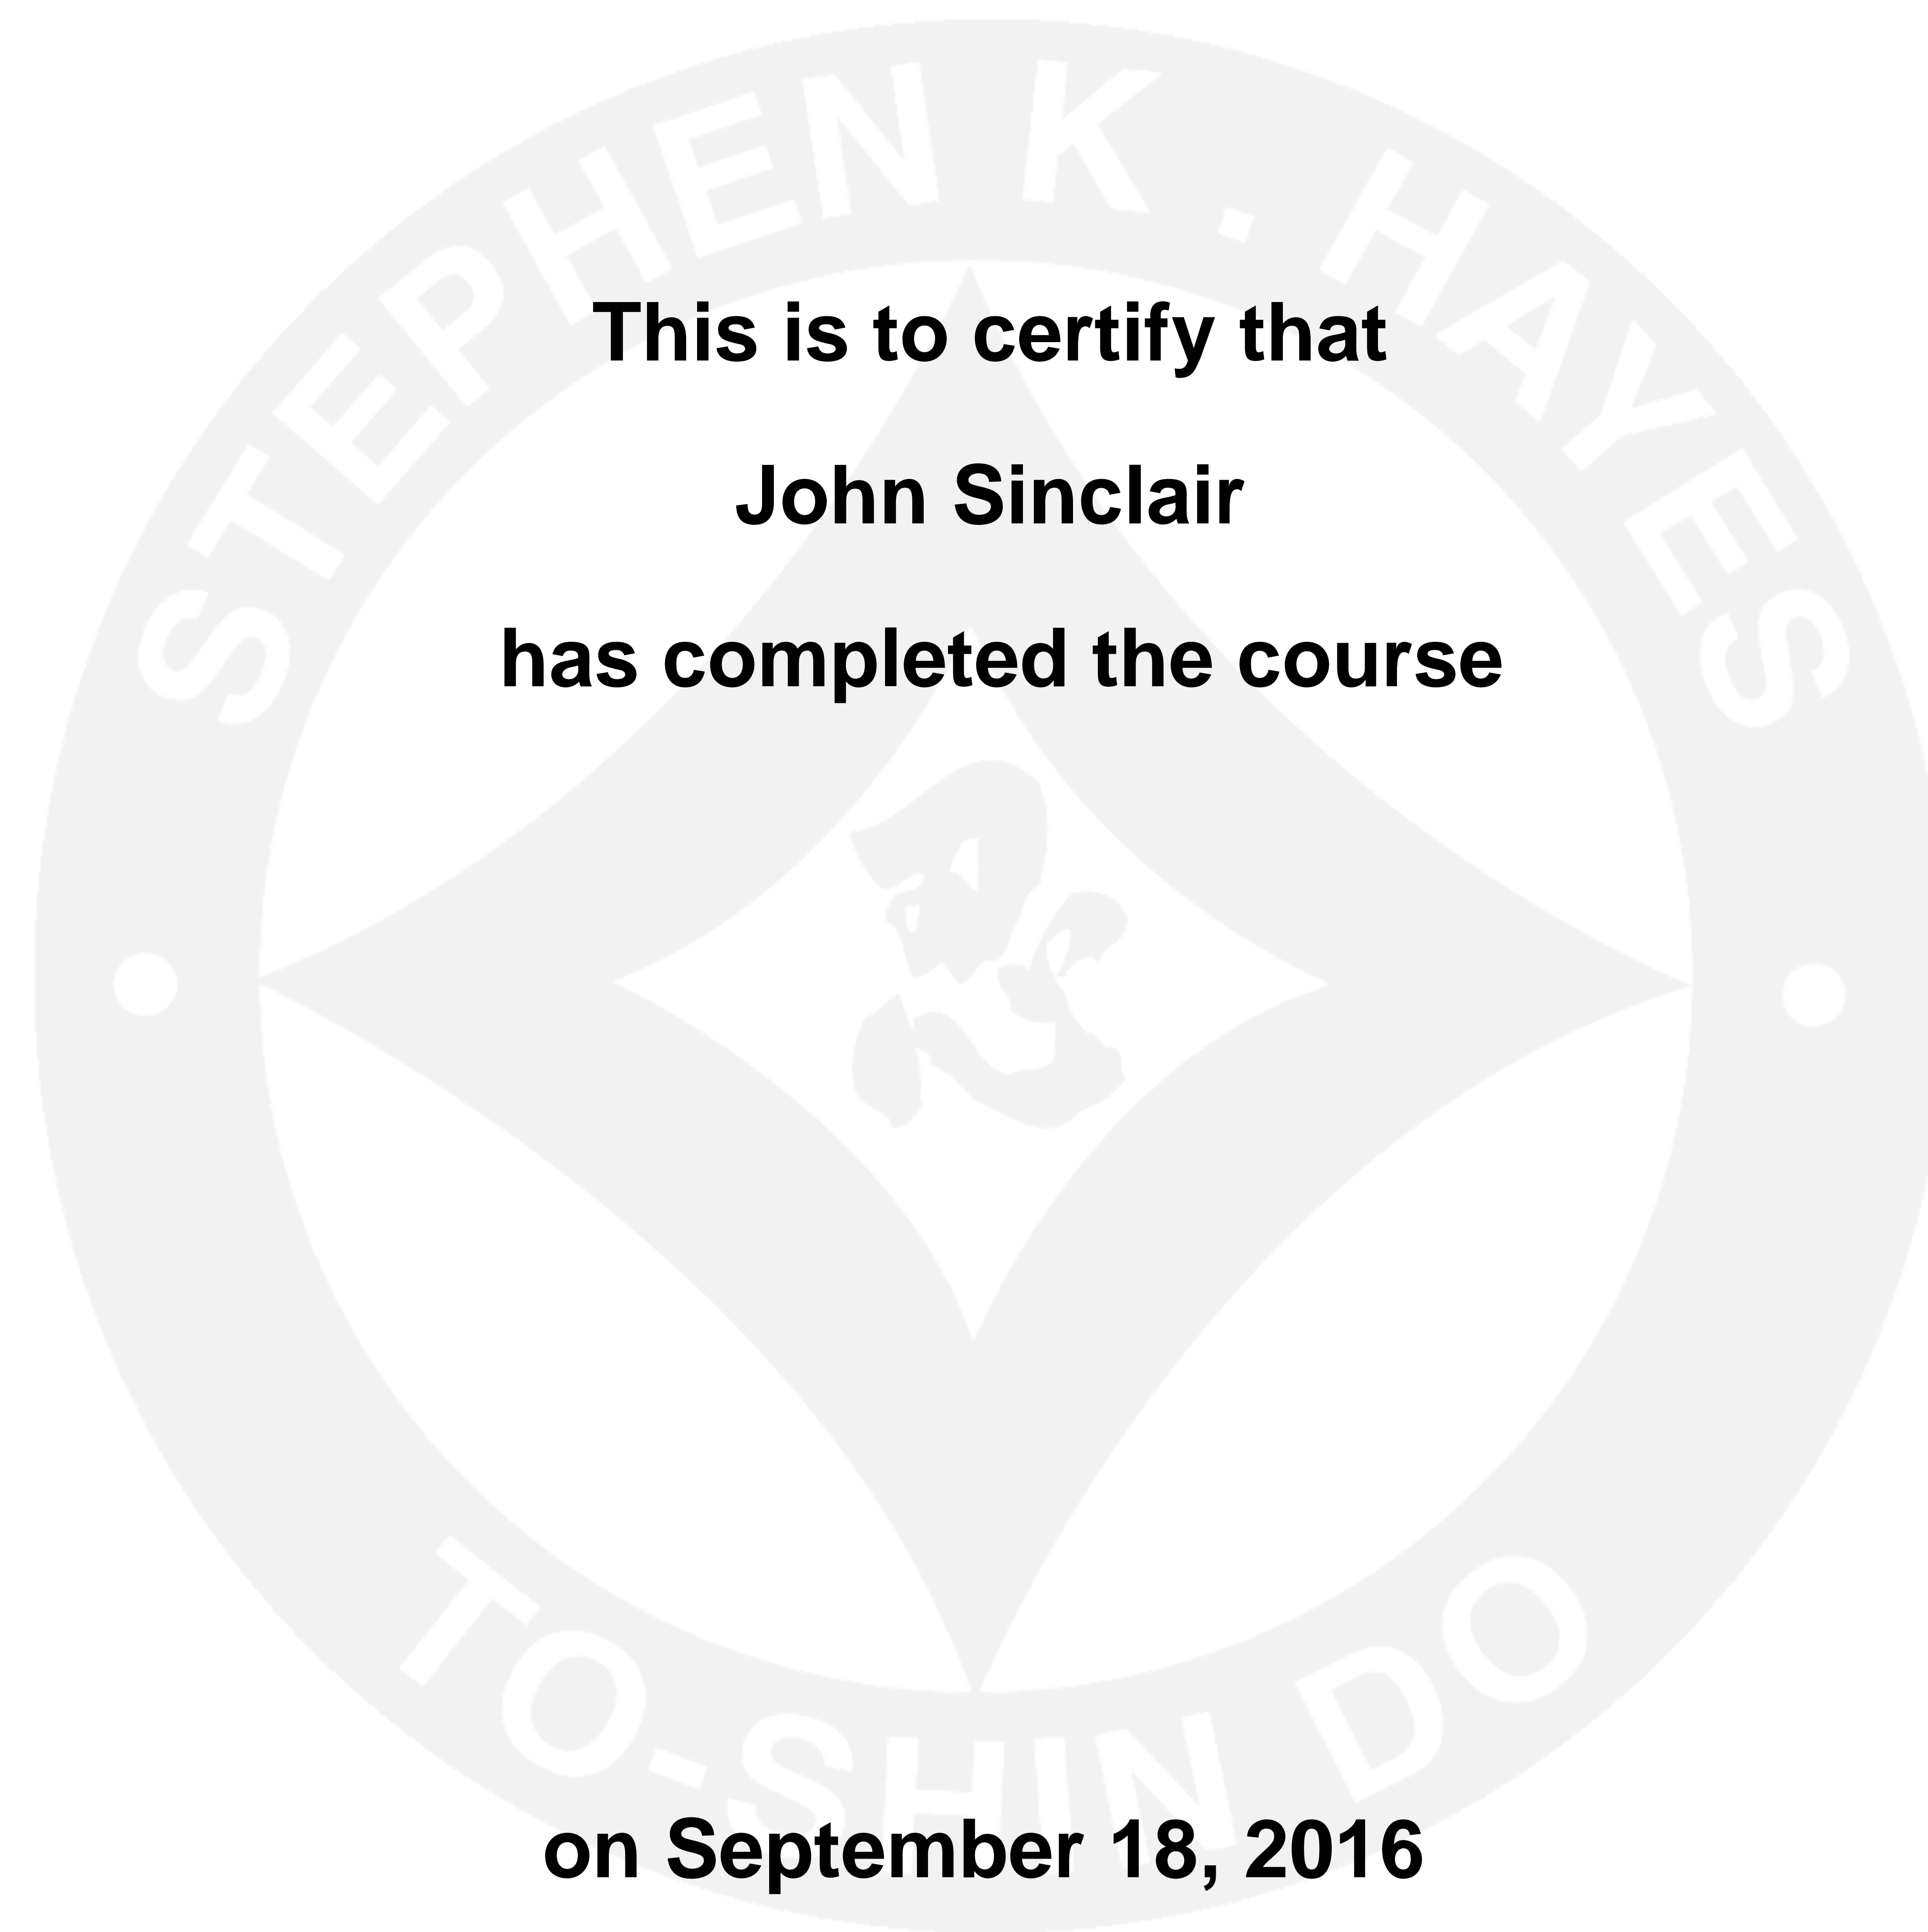 STEPHEN K. HAYES
This is to certify that
John Sinclair
has completed the course
忍
TO-SHIN DO
on September 18, 2016